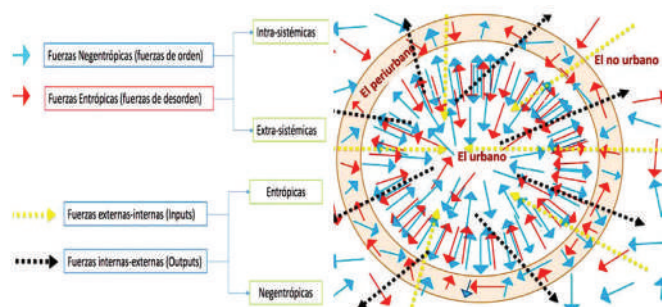 Fuerzas Negentrópicas (fuerzas de orden)
Fuerzas Entrópicas (fuerzas de desorden)
Intra-sistémicas
Extra-sistémicas
Fuerzas externas-internas (Inputs)
Fuerzas internas-externas (Outputs)
Entrópicas
Negentrópicas
El periurbano
El no urbano
El urbano